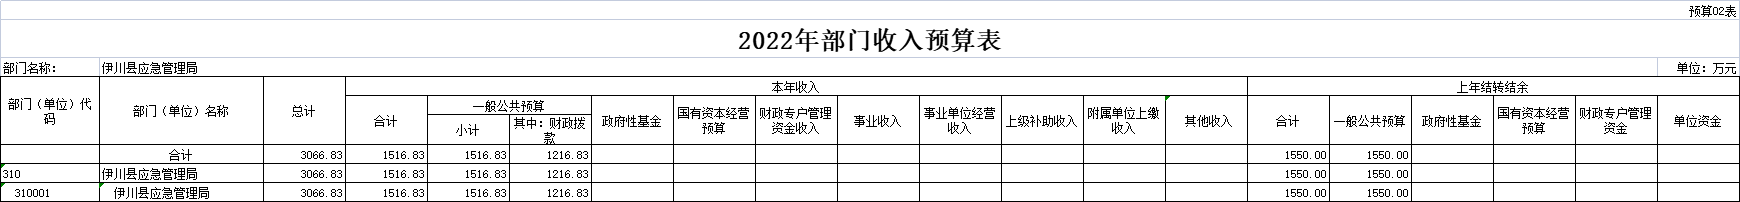 预算02表
2022年部门收入预算表
部门名称： 伊川县应急管理局 单位：万元
部门（单位）代码 部门（单位）名称 总计 本年收入 上年结转结余
合计 一般公共预算 政府性基金 国有资本经营预算 财政专户管理资金收入 事业收入 事业单位经营收入 上级补助收入 附属单位上缴收入 其他收入 合计 一般公共预算 政府性基金 国有资本经营预算 财政专户管理资金 单位资金
小计 其中：财政拨款
合计 3066.83 1516.83 1516.83 1216.83 1550.00 1550.00
310 伊川县应急管理局 3066.83 1516.83 1516.83 1216.83 1550.00 1550.00
310001 伊川县应急管理局 3066.83 1516.83 1516.83 1216.83 1550.00 1550.00